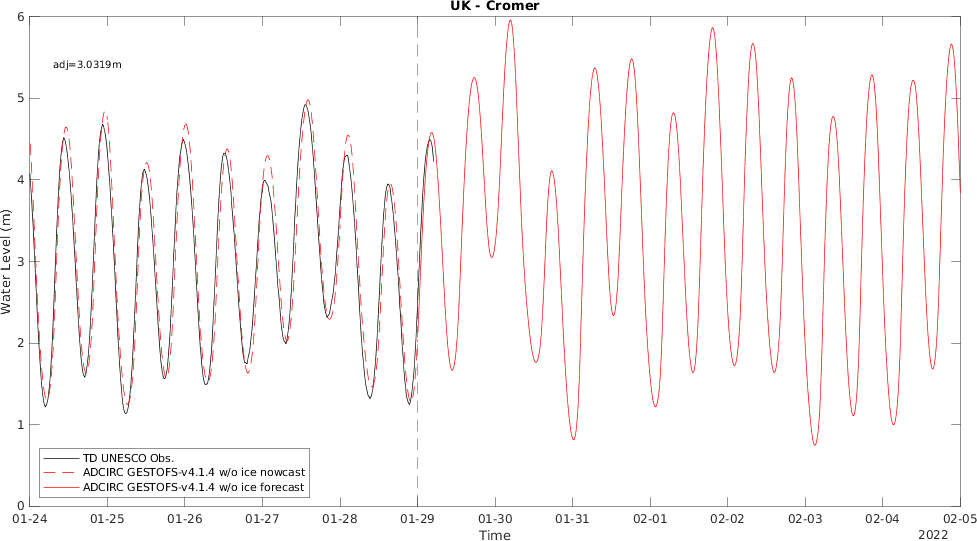 UK - Cromer
adj=3.0319m
Water Level (m)
6
5
4
3
2
1
0
TD UNESCO Obs.
ADCIRC GESTOFS-v4.1.4 w/o ice nowcast
ADCIRC GESTOFS-v4.1.4 w/o ice forecast
01-24 01-25 01-26 01-27 01-28 01-29 01-30 01-31 02-01 02-02 02-03 02-04 02-05
Time
2022